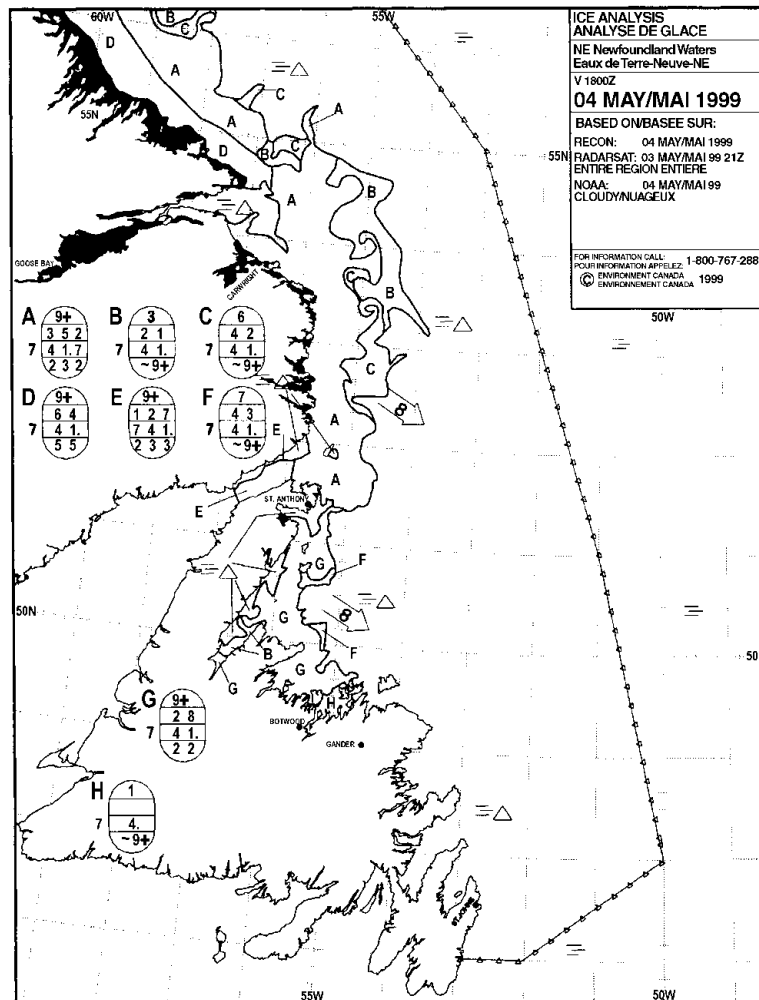 60W
55W
ICE ANALYSIS
ANALYSE DE GLACE
NE Newfoundland Waters
Eaux de Terre-Neuve-NE
V 1800Z
04 MAY/MAI 1999
BASED ON/BASEE SUR:
RECON: 04 MAY/MAI 1999
RADARSAT: 03 MAY/MAI 99 21Z
ENTIRE REGION ENTIERE
NOAA: 04 MAY/MAI 99
CLOUDY/NUAGEUX
FOR INFORMATION CALL:
POUR INFORMATION APPELEZ: 1-800-767-288
© ENVIRONMENT CANADA
ENVIRONNEMENT CANADA 1999
B
C
D
A
C
A
55N
A
D
B
C
55N
A
B
GOOSE BAY
CARTWRIGHT
C
B
50W
A 9+
3 5 2
7 4 1.7
2 3 2
B 3
2 1
7 4 1.
~9+
C 6
4 2
7 4 1.
~9+
C
8
D 9+
6 4
7 4 1.
5 5
E 9+
1 2 7
7 4 1.
2 3 3
F 7
4 3
7 4 1.
~9+
A
E
A
E
ST. ANTHONY
G
F
50N
G
8
F
B
G
G
50
H
G 9+
2 8
7 4 1.
2 2
BOTWOOD
GANDER
H 1
7 4.
~9+
ST. JOHNS
55W
50W